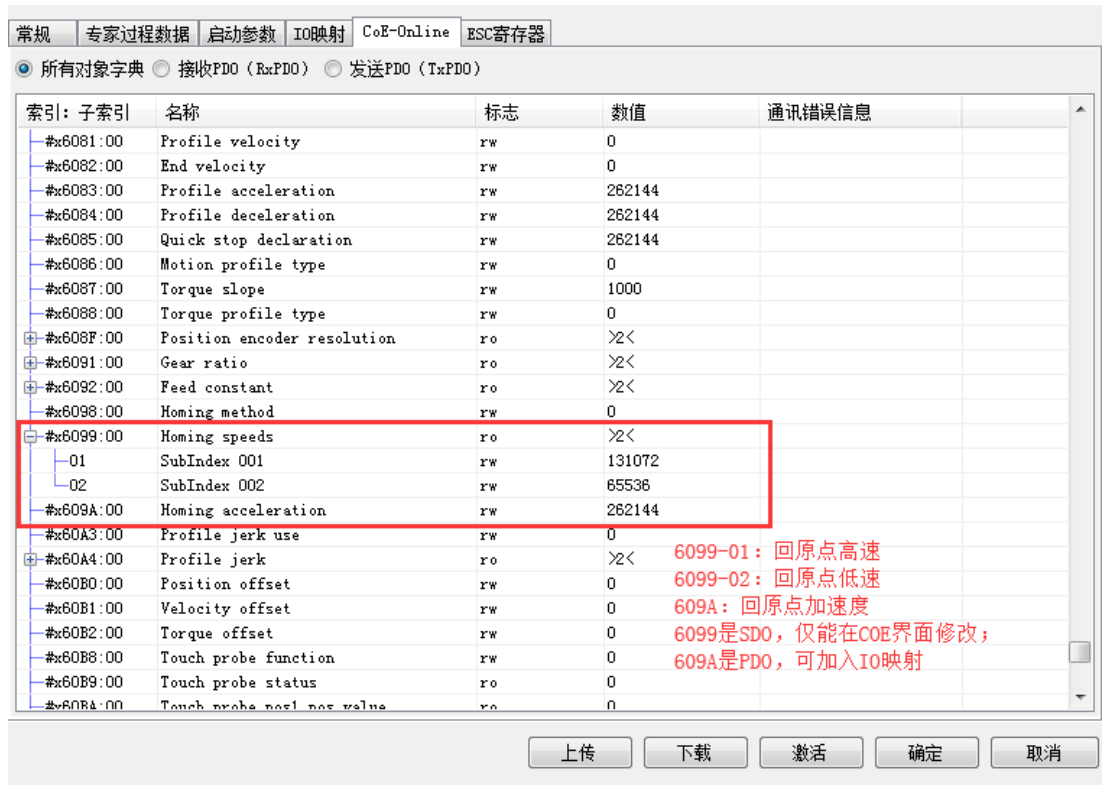 常规 专家过程数据 启动参数 IO映射 CoE-Online ESC寄存器
所有对象字典 接收PDO（RxPDO） 发送PDO（TxPDO）
索引：子索引 名称 标志 数值 通讯错误信息
#x6081:00 Profile velocity rw 0
#x6082:00 End velocity rw 0
#x6083:00 Profile acceleration rw 262144
#x6084:00 Profile deceleration rw 262144
#x6085:00 Quick stop declaration rw 262144
#x6086:00 Motion profile type rw 0
#x6087:00 Torque slope rw 1000
#x6088:00 Torque profile type rw 0
#x608F:00 Position encoder resolution ro >2<
#x6091:00 Gear ratio ro >2<
#x6092:00 Feed constant ro >2<
#x6098:00 Homing method rw 0
#x6099:00 Homing speeds ro >2<
01 SubIndex 001 rw 131072
02 SubIndex 002 rw 65536
#x609A:00 Homing acceleration rw 262144
#x60A3:00 Profile jerk use rw 0
#x60A4:00 Profile jerk ro >2<
6099-01：回原点高速
#x60B0:00 Position offset rw 0
6099-02：回原点低速
#x60B1:00 Velocity offset rw 0
609A：回原点加速度
#x60B2:00 Torque offset rw 0
6099是SDO，仅能在COE界面修改；
#x60B8:00 Touch probe function rw 0
609A是PDO，可加入IO映射
#x60B9:00 Touch probe status ro 0
#x60BA:00 Touch probe pos1 pos value ro 0
上传 下载 激活 确定 取消